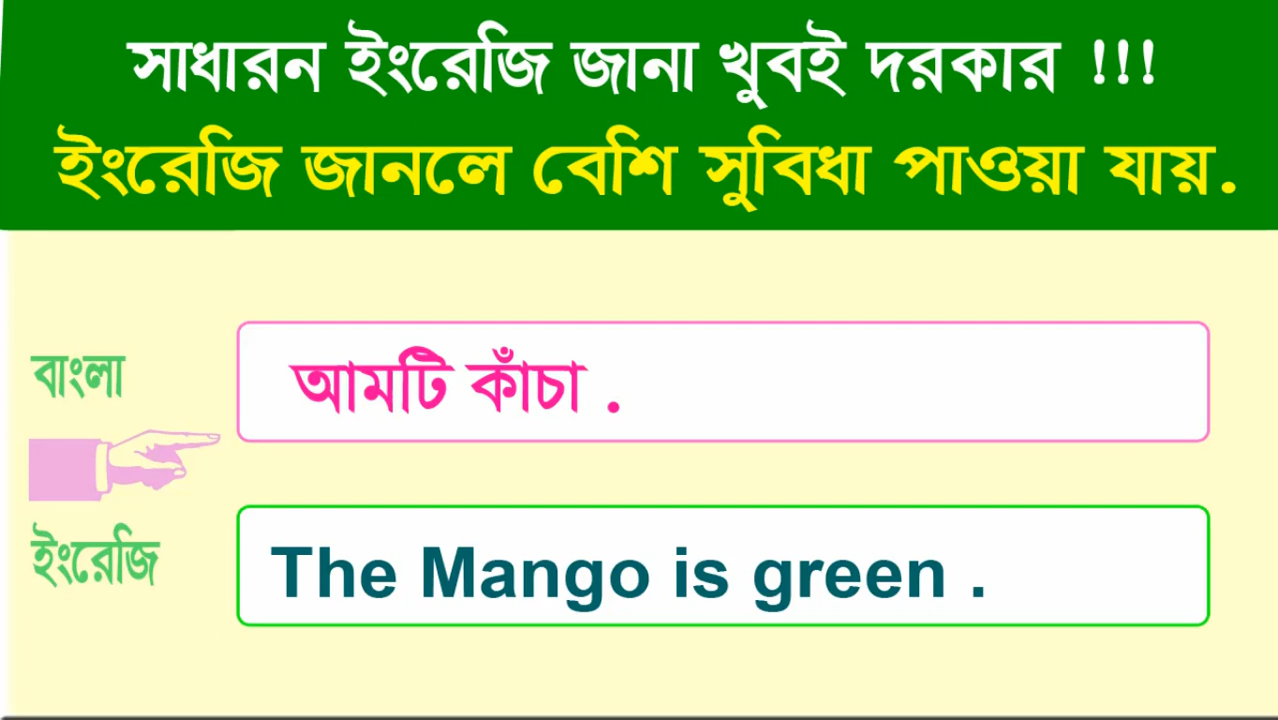 সাধারন ইংরেজি জানা খুবই দরকার !!!
ইংরেজি জানলে বেশি সুবিধা পাওয়া যায়.
বাংলা
আমটি কাঁচা .
ইংরেজি
The Mango is green .